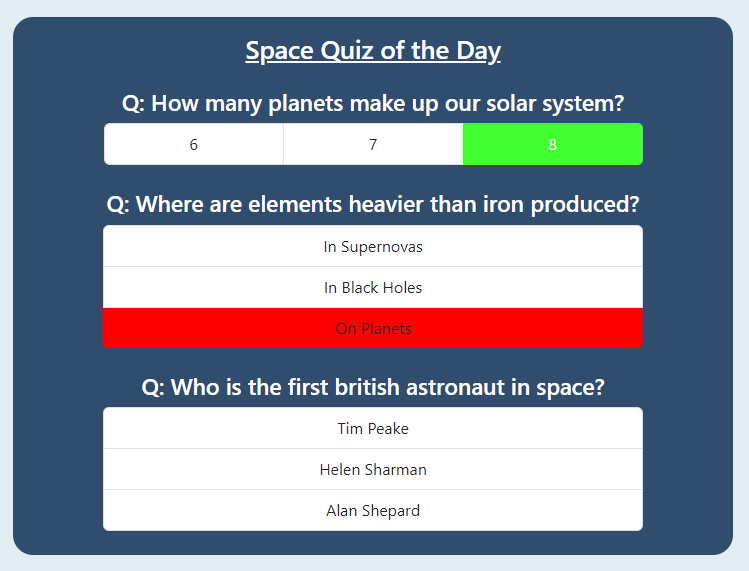 Space Quiz of the Day
Q: How many planets make up our solar system?
6 7 8
Q: Where are elements heavier than iron produced?
In Supernovas
In Black Holes
On Planets
Q: Who is the first british astronaut in space?
Tim Peake
Helen Sharman
Alan Shepard